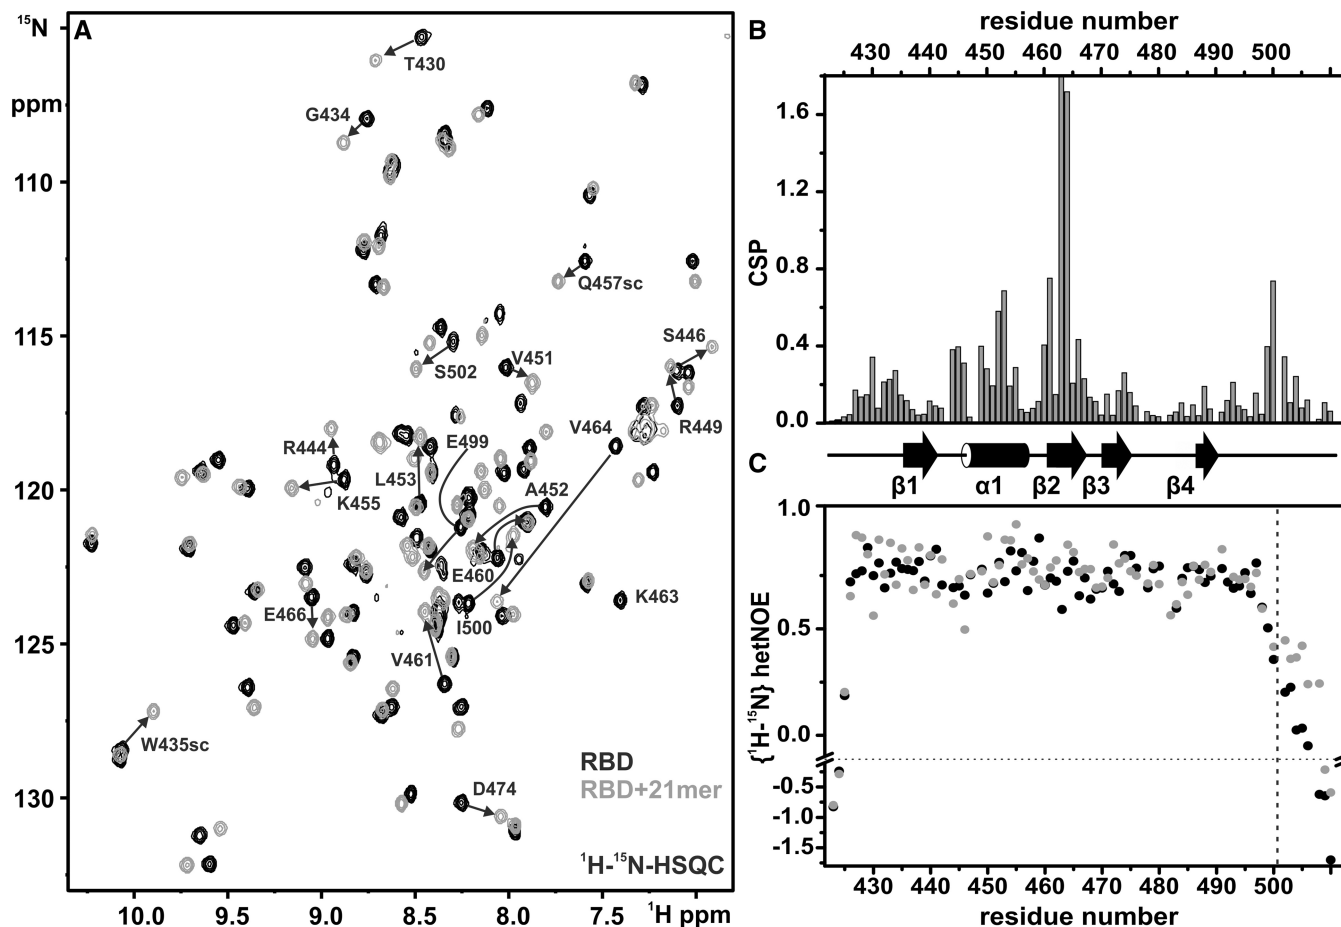 A
¹⁵N
ppm
110
115
120
125
130
10.0 9.5 9.0 8.5 8.0 7.5 ¹H ppm
T430
G434
Q457sc
S446
S502
V451
R449
V464
E499
R444
L453
K455
A452
E460
K463
E466
I500
V461
W435sc
D474
RBD
RBD+21mer
¹H-¹⁵N-HSQC
B
residue number
430 440 450 460 470 480 490 500
CSP
1.6
1.2
0.8
0.4
0.0
β1 α1 β2 β3 β4
C
{¹H-¹⁵N} hetNOE
1.0
0.5
0.0
-0.5
-1.0
-1.5
430 440 450 460 470 480 490 500
residue number